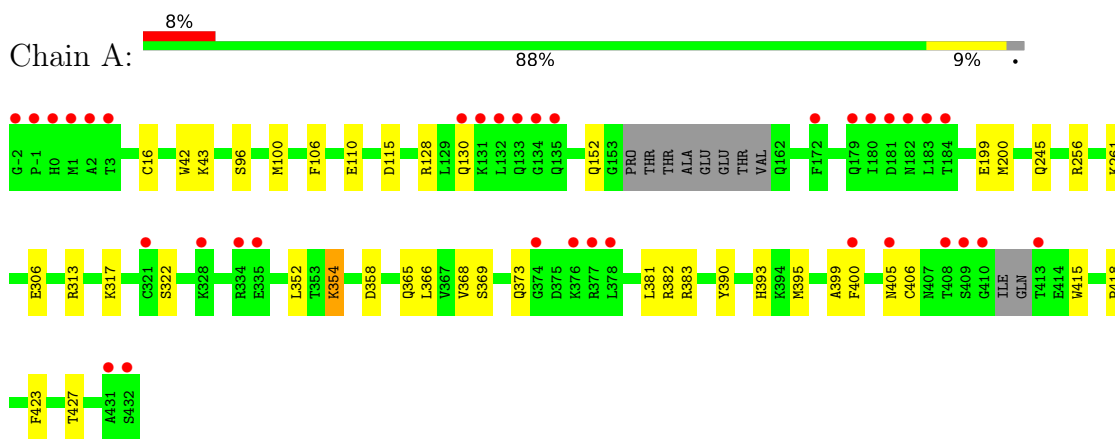 8%
Chain A:
88% 9% •
G-2 P-1 H0 M1 A2 T3 C16 W42 K43 S96 M100 F106 E110 D115 R128 L129 Q130 K131 L132 Q133 G134 Q135 Q152 G153 PRO THR THR ALA GLU GLU THR VAL Q162 F172 Q179 I180 D181 N182 L183 T184 E199 M200 Q245 R256 K261
E306 R313 K317 C321 S322 K328 R334 E335 L352 T353 K354 D358 Q365 L366 V367 V368 S369 Q373 G374 D375 K376 R377 L378 L381 R382 R383 Y390 H393 K394 M395 A399 F400 N405 C406 N407 T408 S409 G410 ILE GLN T413 E414 W415
F423 T427 A431 S432